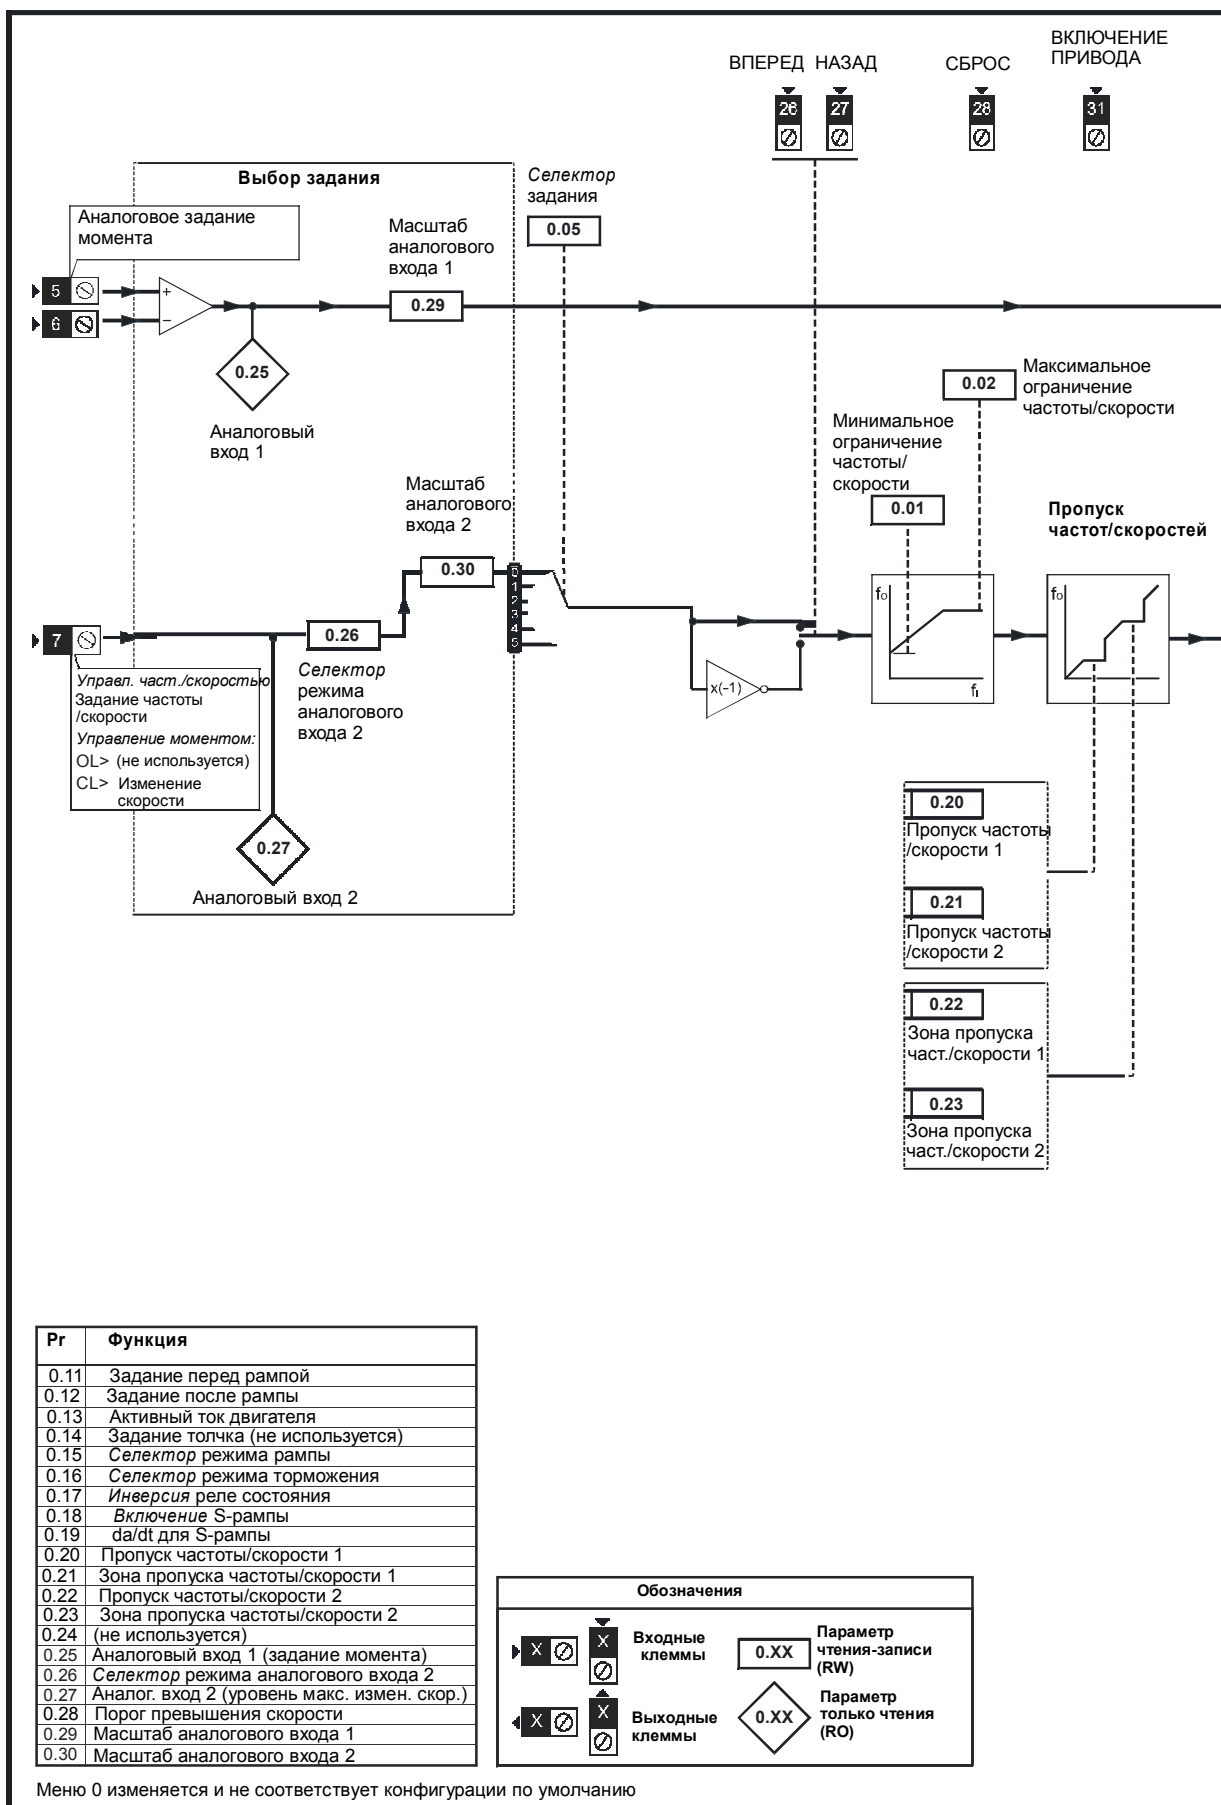 ВКЛЮЧЕНИЕ
ПРИВОДА
ВПЕРЕД НАЗАД
СБРОС
26
27
28
31
Выбор задания
Селектор
задания
0.05
Аналоговое задание
момента
Масштаб
аналогового
входа 1
5
6
+
−
0.29
0.25
Аналоговый
вход 1
0.02
Максимальное
ограничение
частоты/скорости
Минимальное
ограничение
частоты/
скорости
0.01
Масштаб
аналогового
входа 2
0.30
0
1
2
3
4
5
Пропуск
частот/скоростей
fO
fI
fO
7
0.26
x(−1)
Селектор
режима
аналогового
входа 2
Управл. част./скоростью
Задание частоты
/скорости
Управление моментом:
OL> (не используется)
CL> Изменение
скорости
0.27
Аналоговый вход 2
0.20
Пропуск частоты
/скорости 1
0.21
Пропуск частоты
/скорости 2
0.22
Зона пропуска
част./скорости 1
0.23
Зона пропуска
част./скорости 2
Pr Функция
0.11 Задание перед рампой
0.12 Задание после рампы
0.13 Активный ток двигателя
0.14 Задание толчка (не используется)
0.15 Селектор режима рампы
0.16 Селектор режима торможения
0.17 Инверсия реле состояния
0.18 Включение S-рампы
0.19 da/dt для S-рампы
0.20 Пропуск частоты/скорости 1
0.21 Зона пропуска частоты/скорости 1
0.22 Пропуск частоты/скорости 2
0.23 Зона пропуска частоты/скорости 2
0.24 (не используется)
0.25 Аналоговый вход 1 (задание момента)
0.26 Селектор режима аналогового входа 2
0.27 Аналог. вход 2 (уровень макс. измен. скор.)
0.28 Порог превышения скорости
0.29 Масштаб аналогового входа 1
0.30 Масштаб аналогового входа 2
Обозначения
X
X
Входные
клеммы
0.XX
Параметр
чтения-записи
(RW)
X
X
Выходные
клеммы
0.XX
Параметр
только чтения
(RO)
Меню 0 изменяется и не соответствует конфигурации по умолчанию